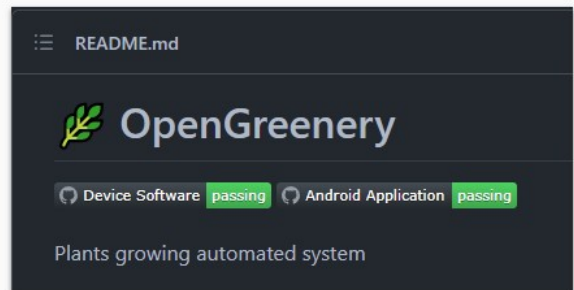 README.md
OpenGreenery
Device Software passing Android Application passing
Plants growing automated system